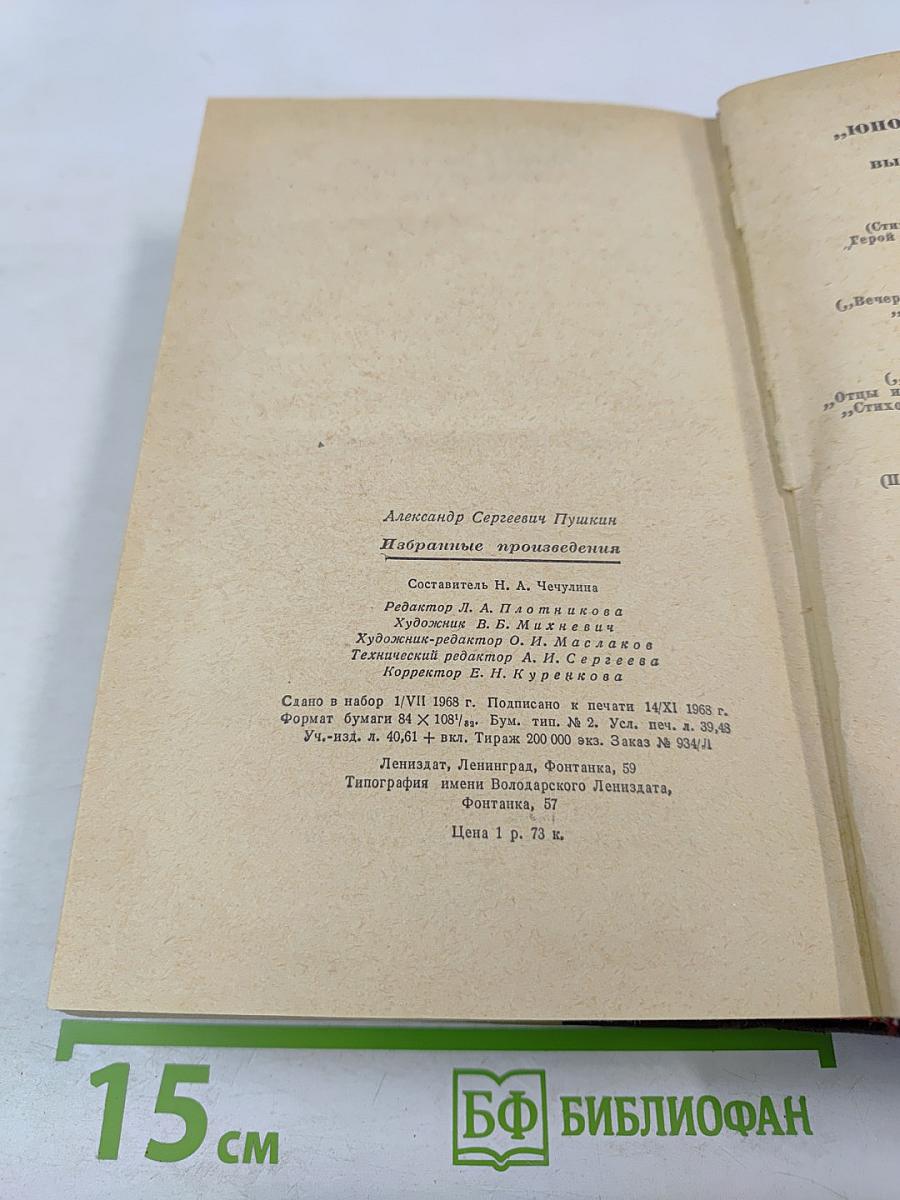 Александр Сергеевич Пушкин
Избранные произведения
Составитель Н. А. Чечулина
Редактор Л. А. Плотникова
Художник В. Б. Михневич
Художник-редактор О. И. Маслаков
Технический редактор А. И. Сергеева
Корректор Е. Н. Куренкова
Сдано в набор 1/VII 1968 г. Подписано к печати 14/XI 1968 г.
Формат бумаги 84 × 108¹/₃₂. Бум. тип. № 2. Усл. печ. л. 39,48
Уч.-изд. л. 40,61 + вкл. Тираж 200 000 экз. Заказ № 934/Л
Лениздат, Ленинград, Фонтанка, 59
Типография имени Володарского Лениздата,
Фонтанка, 57
Цена 1 р. 73 к.
„Герой
„Отцы и
15 см
БФ БИБЛИОФАН